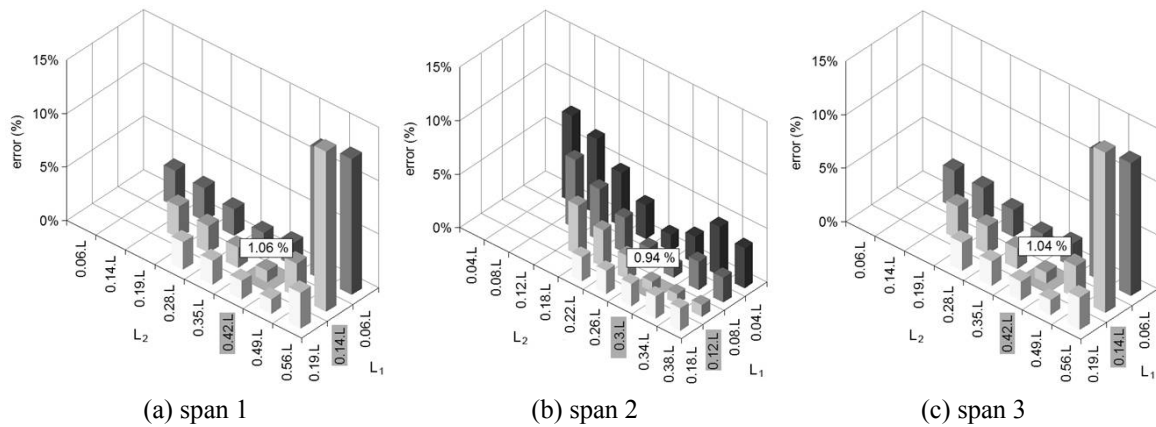 15%
10%
5%
0%
error (%)
0.06.L
0.14.L
0.19.L
0.28.L
0.35.L
0.42.L
0.49.L
0.56.L
L2
0.19.L
0.14.L
0.06.L
L1
1.06 %
(a) span 1
15%
10%
5%
0%
error (%)
0.04.L
0.08.L
0.12.L
0.18.L
0.22.L
0.26.L
0.3.L
0.34.L
0.38.L
L2
0.18.L
0.12.L
0.08.L
0.04.L
L1
0.94 %
(b) span 2
15%
10%
5%
0%
error (%)
0.06.L
0.14.L
0.19.L
0.28.L
0.35.L
0.42.L
0.49.L
0.56.L
L2
0.19.L
0.14.L
0.06.L
L1
1.04 %
(c) span 3